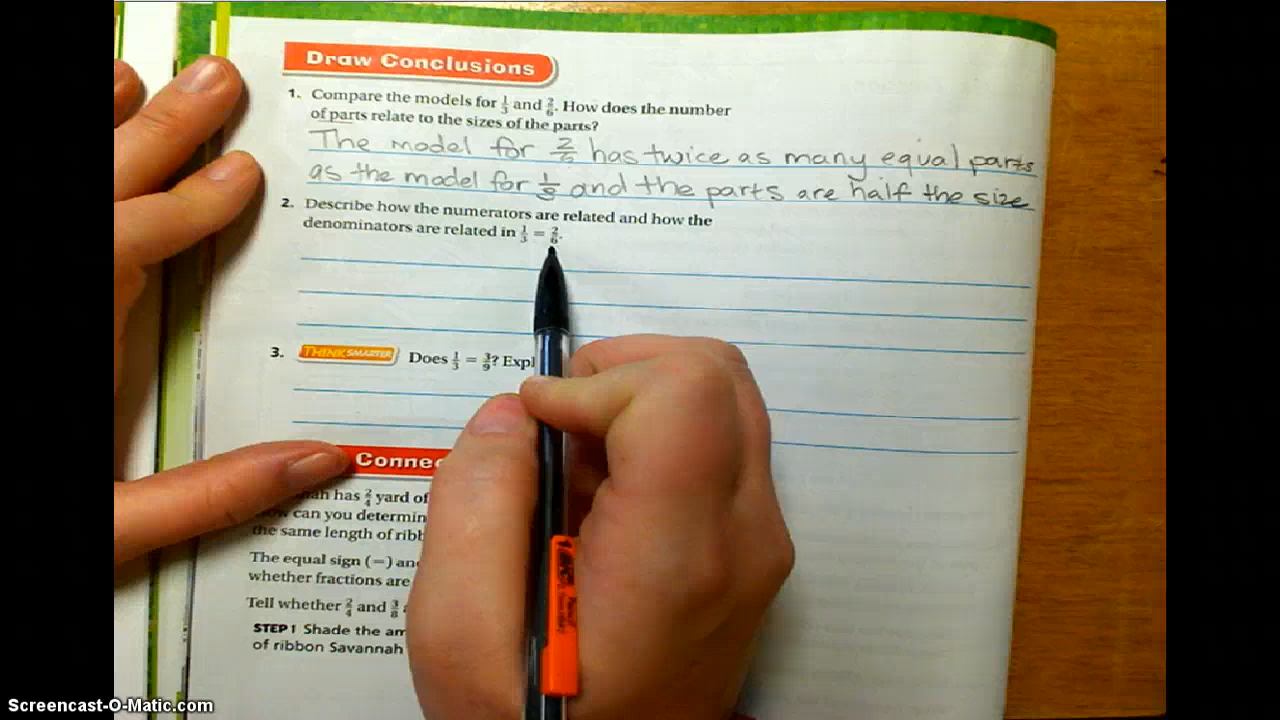 Draw Conclusions
1. Compare the models for 1/3 and 2/6. How does the number
of parts relate to the sizes of the parts?
The model for 2/6 has twice as many equal parts
as the model for 1/3 and the parts are half the size
2. Describe how the numerators are related and how the
denominators are related in 1/3 = 2/6.
3. THINK SMARTER Does 1/3 = 3/9? Expl
Connec
has 2/4 yard of
can you determin
the same length of ribb
The equal sign (=) an
whether fractions are
Tell whether 2/4 and 3/8
STEP 1 Shade the am
of ribbon Savannah
BIC
Screencast-O-Matic.com